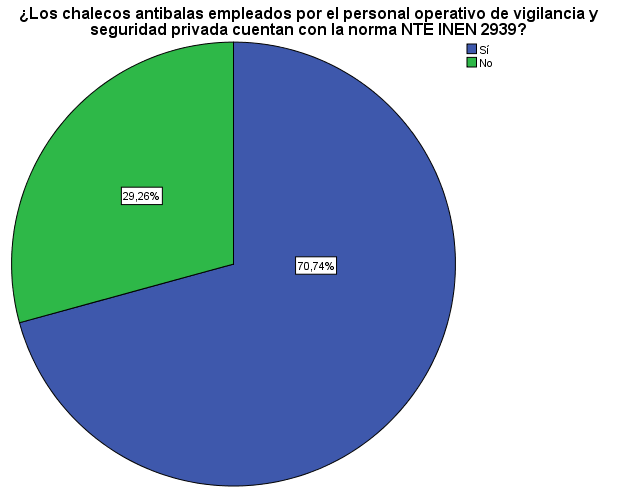 ¿Los chalecos antibalas empleados por el personal operativo de vigilancia y
seguridad privada cuentan con la norma NTE INEN 2939?
Sí
No
29,26%
70,74%